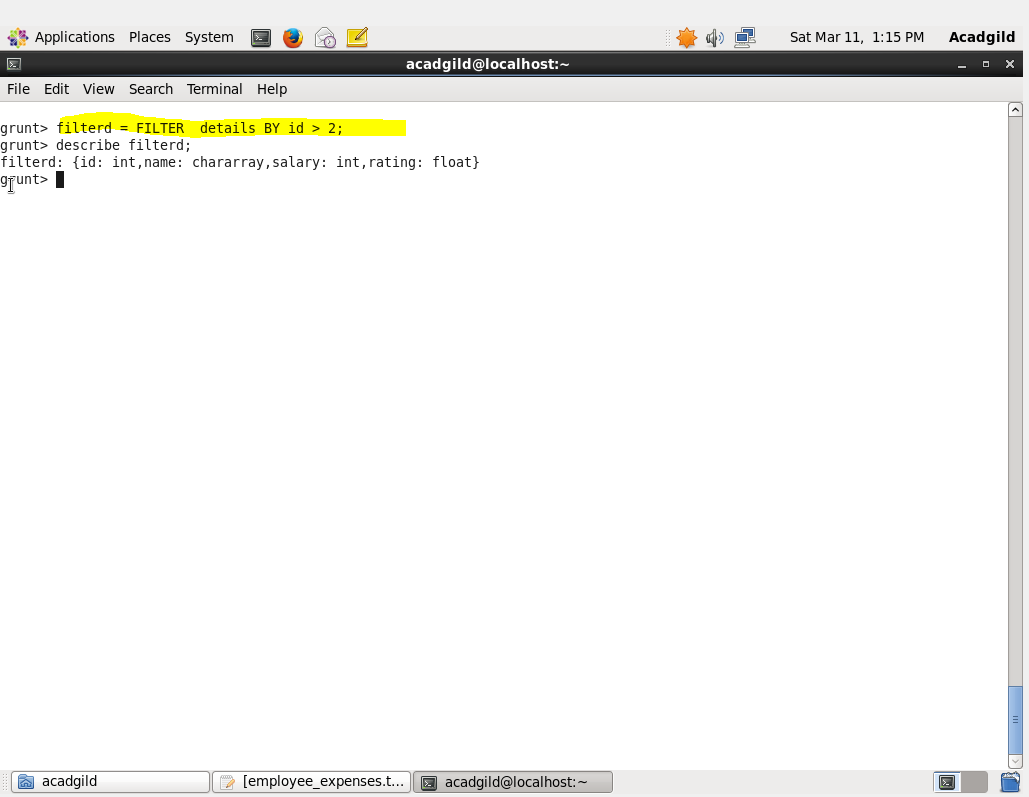 Applications Places System Sat Mar 11, 1:15 PM Acadgild
acadgild@localhost:~
File Edit View Search Terminal Help
grunt> filterd = FILTER  details BY id > 2;
grunt> describe filterd;
filterd: {id: int,name: chararray,salary: int,rating: float}
grunt>
acadgild [employee_expenses.t... acadgild@localhost:~